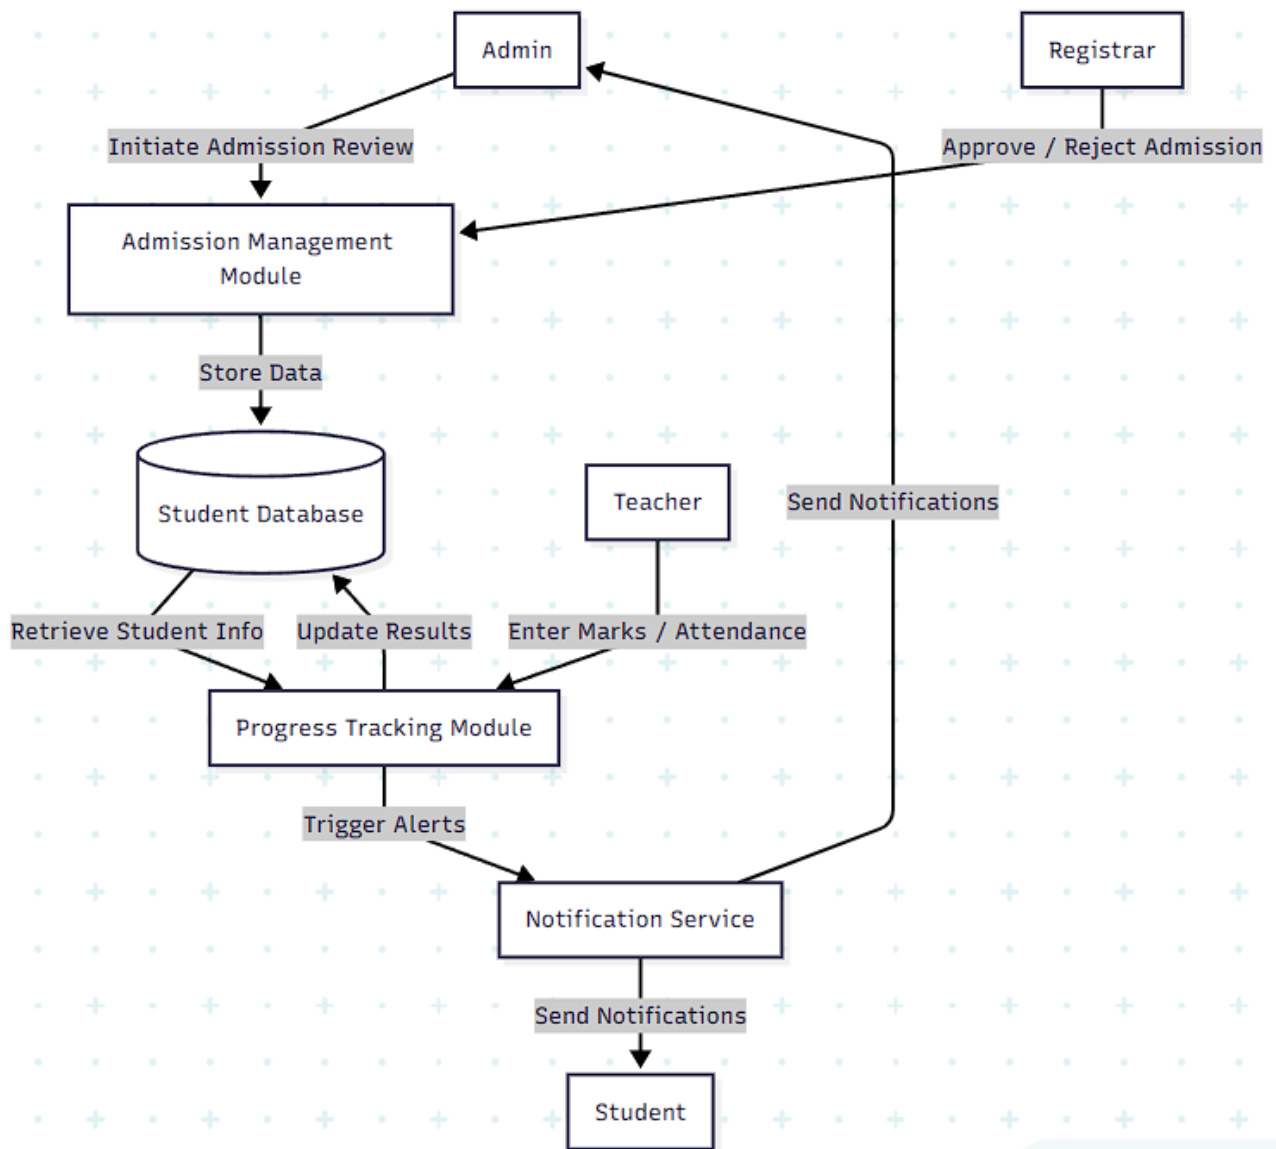 Admin
Registrar
Initiate Admission Review
Approve / Reject Admission
Admission Management
Module
Store Data
Student Database
Teacher
Send Notifications
Retrieve Student Info
Update Results
Enter Marks / Attendance
Progress Tracking Module
Trigger Alerts
Notification Service
Send Notifications
Student